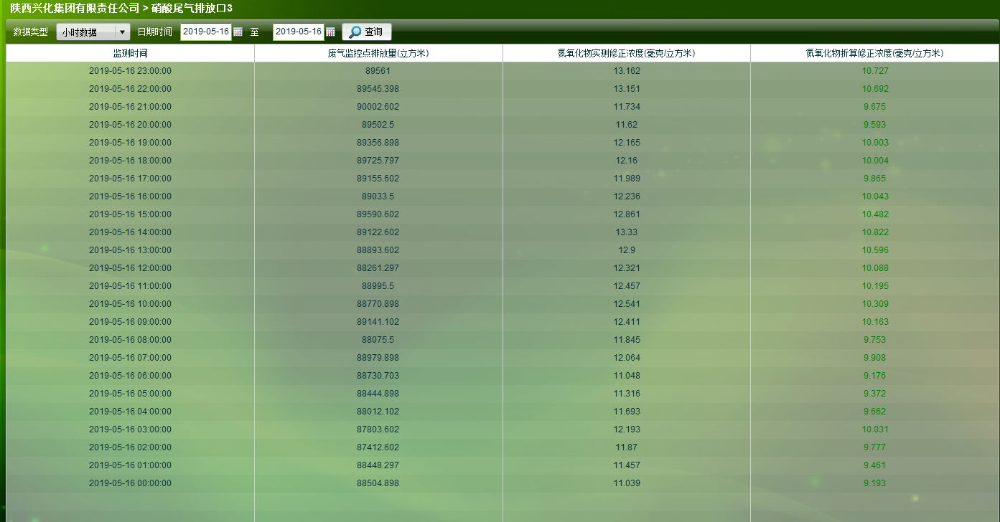 陕西兴化集团有限责任公司 > 硝酸尾气排放口3
数据类型 小时数据 日期时间 2019-05-16 至 2019-05-16 查询
监测时间 废气监控点排放量(立方米) 氮氧化物实测修正浓度(毫克/立方米) 氮氧化物折算修正浓度(毫克/立方米)
2019-05-16 23:00:00 89561 13.162 10.727
2019-05-16 22:00:00 89545.398 13.151 10.692
2019-05-16 21:00:00 90002.602 11.734 9.675
2019-05-16 20:00:00 89502.5 11.62 9.593
2019-05-16 19:00:00 89356.898 12.165 10.003
2019-05-16 18:00:00 89725.797 12.16 10.004
2019-05-16 17:00:00 89155.602 11.989 9.865
2019-05-16 16:00:00 89033.5 12.236 10.043
2019-05-16 15:00:00 89590.602 12.861 10.482
2019-05-16 14:00:00 89122.602 13.33 10.822
2019-05-16 13:00:00 88893.602 12.9 10.596
2019-05-16 12:00:00 88261.297 12.321 10.088
2019-05-16 11:00:00 88995.5 12.457 10.195
2019-05-16 10:00:00 88770.898 12.541 10.309
2019-05-16 09:00:00 89141.102 12.411 10.163
2019-05-16 08:00:00 88075.5 11.845 9.753
2019-05-16 07:00:00 88979.898 12.064 9.908
2019-05-16 06:00:00 88730.703 11.048 9.176
2019-05-16 05:00:00 88444.898 11.316 9.372
2019-05-16 04:00:00 88012.102 11.693 9.662
2019-05-16 03:00:00 87803.602 12.193 10.031
2019-05-16 02:00:00 87412.602 11.87 9.777
2019-05-16 01:00:00 88448.297 11.457 9.461
2019-05-16 00:00:00 88504.898 11.039 9.193